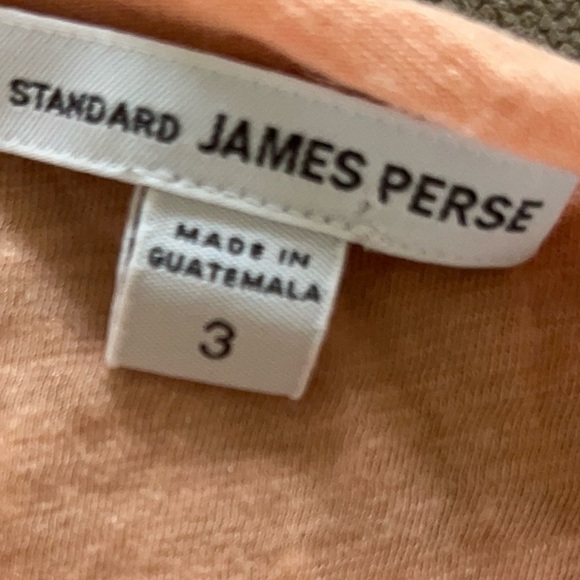 STANDARD JAMES PERSE
MADE IN
GUATEMALA
3